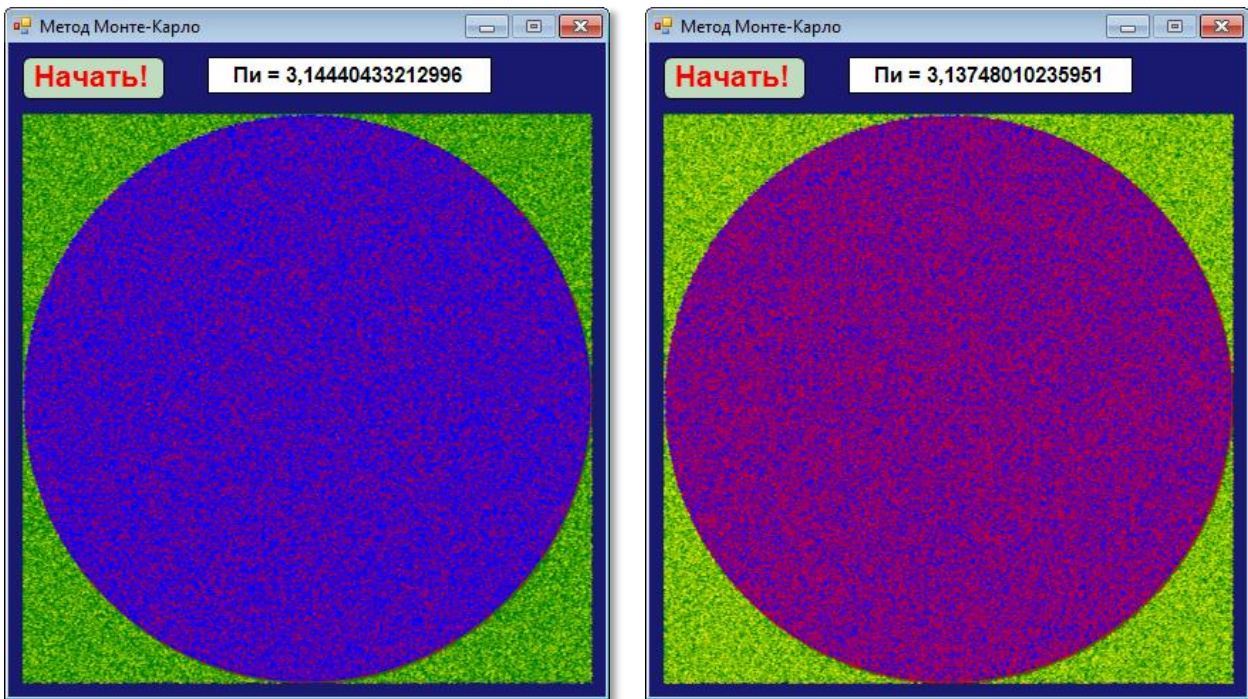 Метод Монте-Карло
Начать!
Пи = 3,14440433212996
Метод Монте-Карло
Начать!
Пи = 3,13748010235951